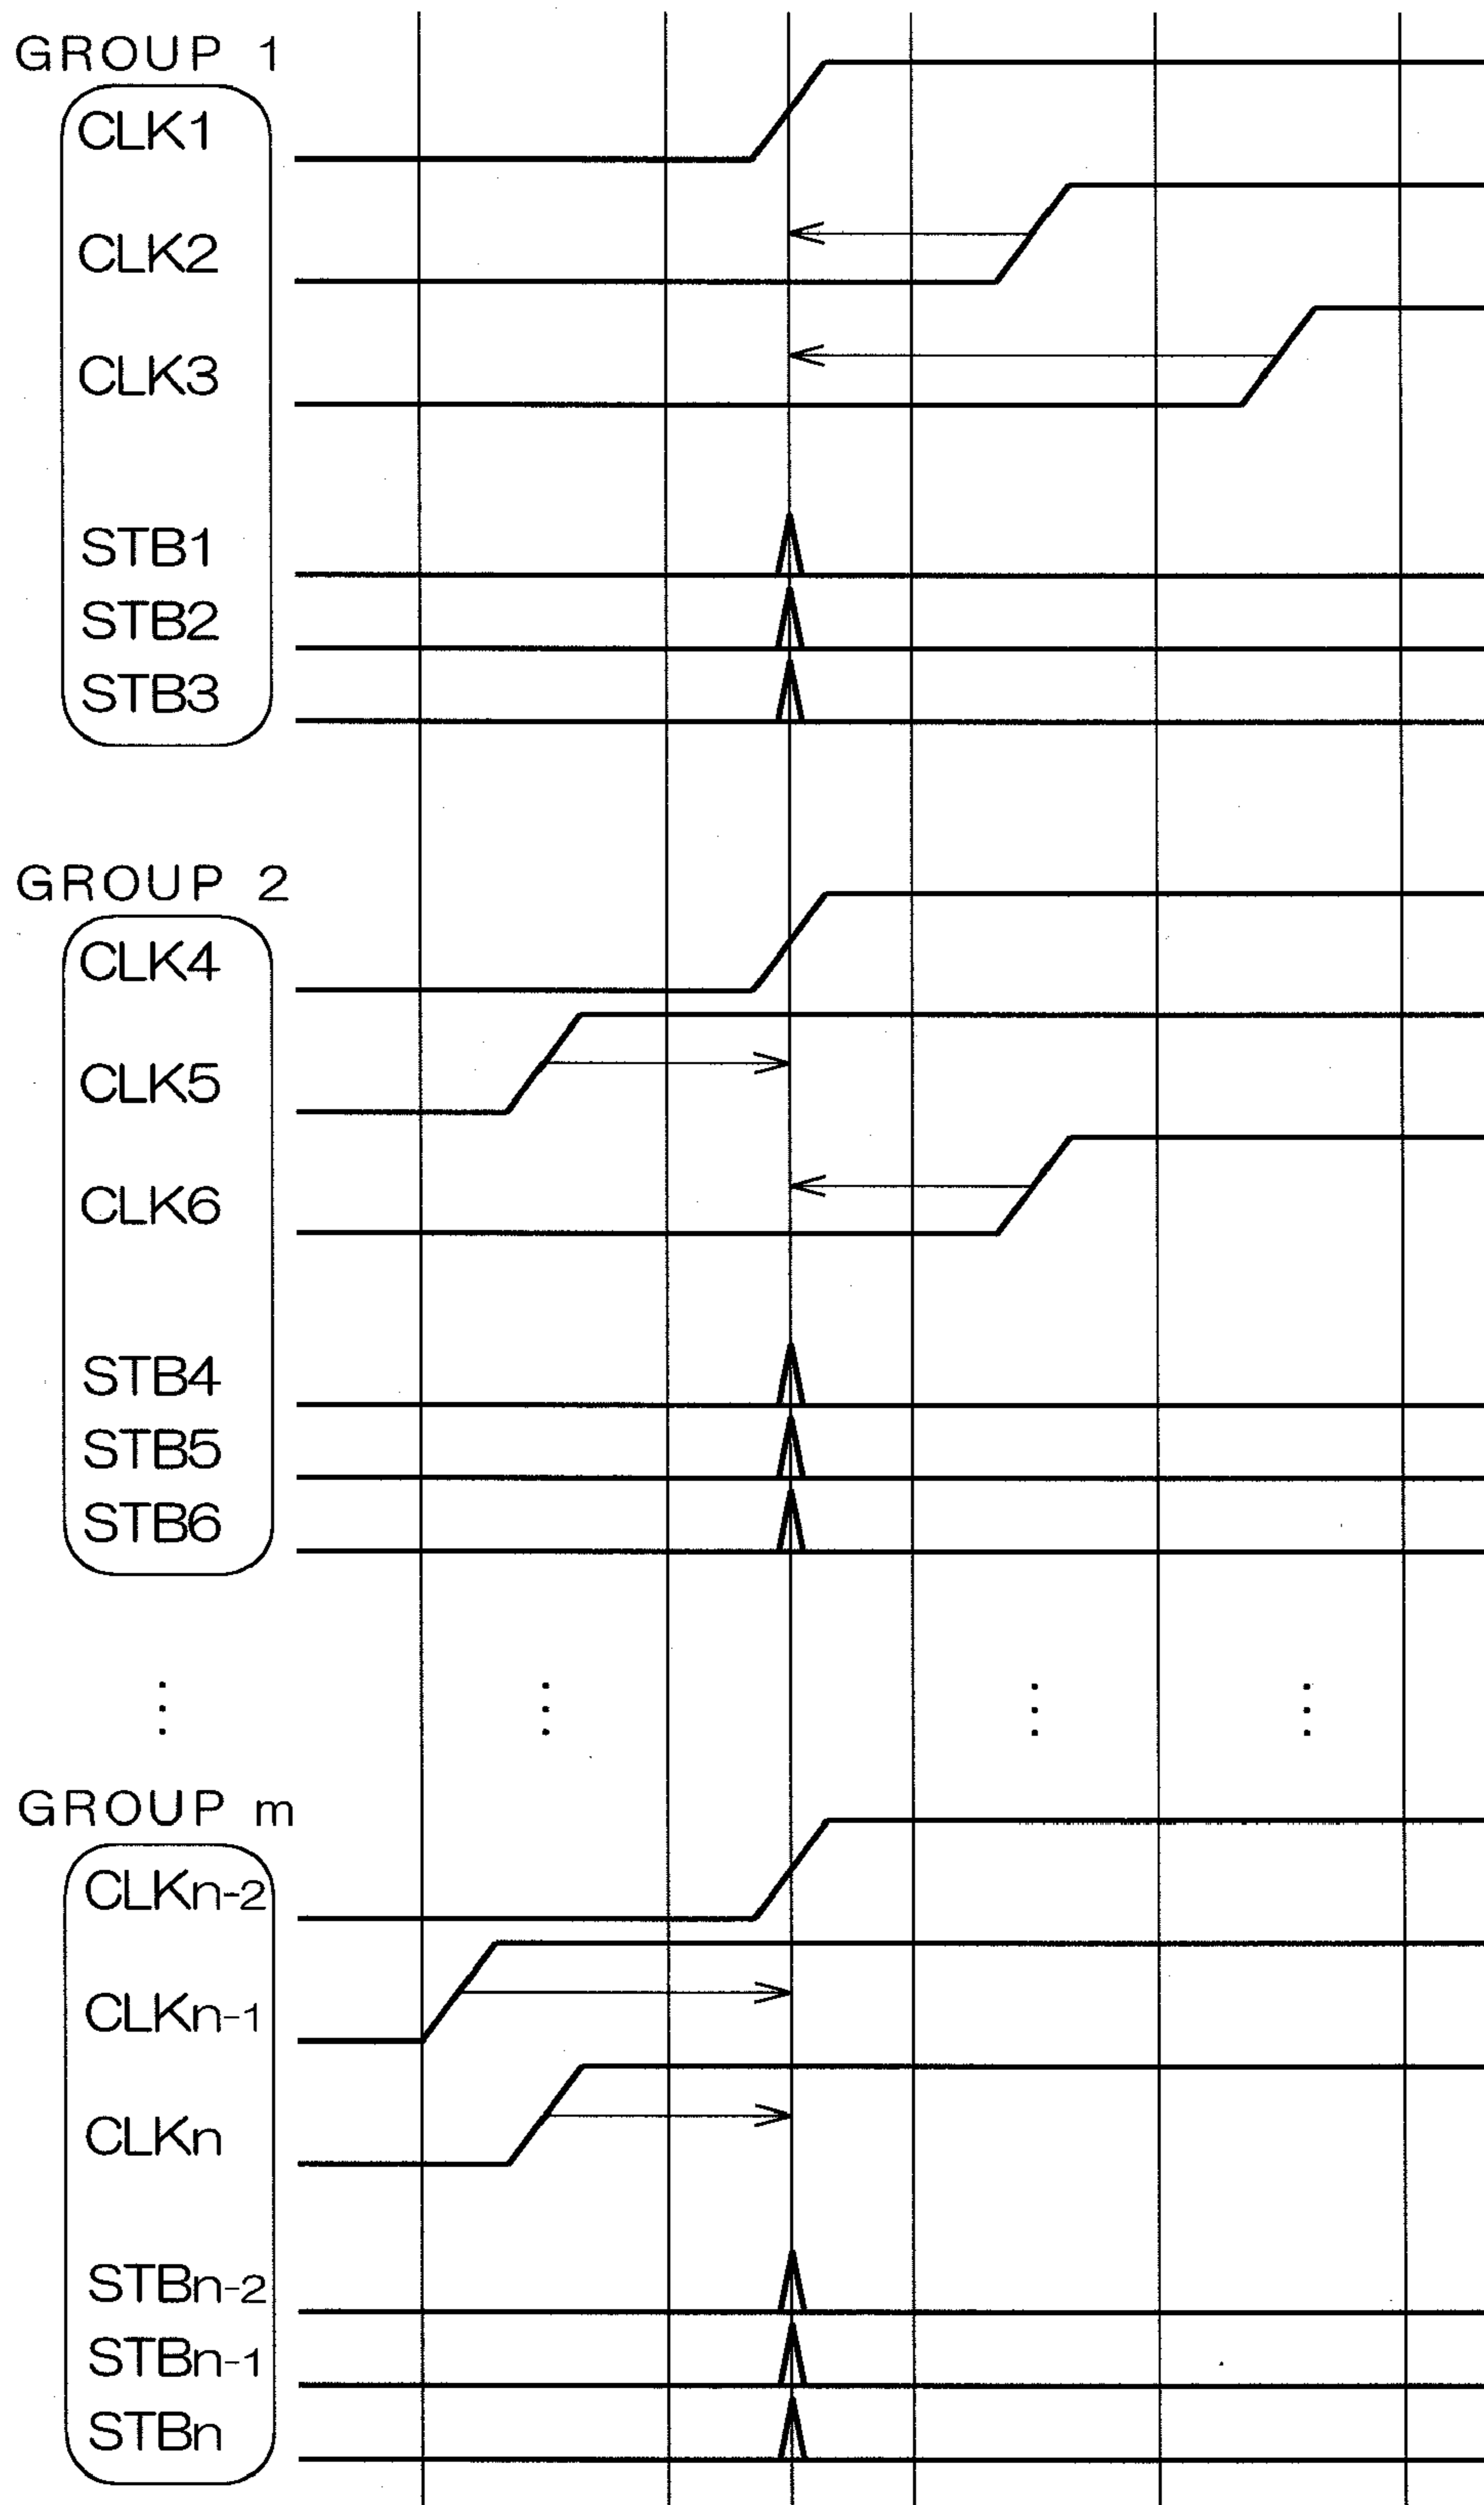 GROUP 1
CLK1
CLK2
CLK3
STB1
STB2
STB3
GROUP 2
CLK4
CLK5
CLK6
STB4
STB5
STB6
GROUP m
CLKn-2
CLKn-1
CLKn
STBn-2
STBn-1
STBn